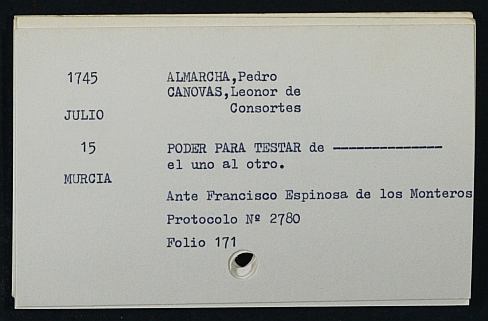 1745 ALMARCHA,Pedro
CANOVAS,Leonor de
JULIO Consortes
15 PODER PARA TESTAR de --------------
el uno al otro.
MURCIA
Ante Francisco Espinosa de los Monteros
Protocolo Nº 2780
Folio 171